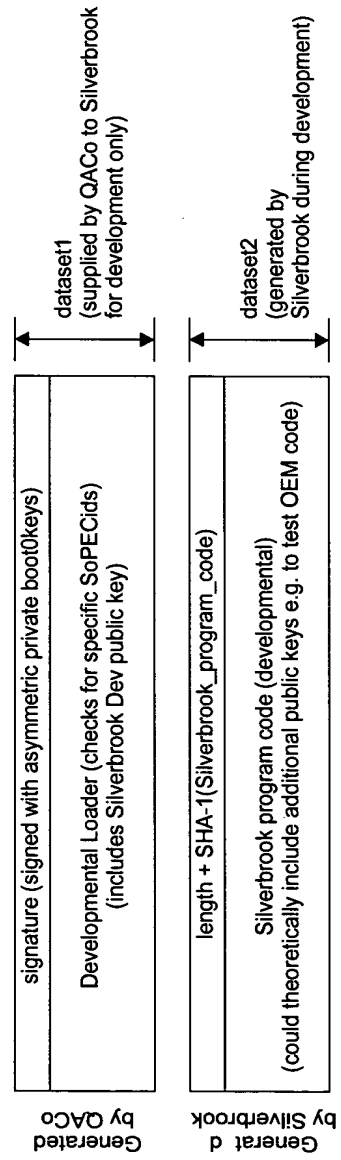 Generated
by QACo
signature (signed with asymmetric private boot0keys)
Developmental Loader (checks for specific SoPECids)
(includes Silverbrook Dev public key)
dataset1
(supplied by QACo to Silverbrook
for development only)
Generat d
by Silverbrook
length + SHA-1(Silverbrook_program_code)
Silverbrook program code (developmental)
(could theoretically include additional public keys e.g. to test OEM code)
dataset2
(generated by
Silverbrook during development)